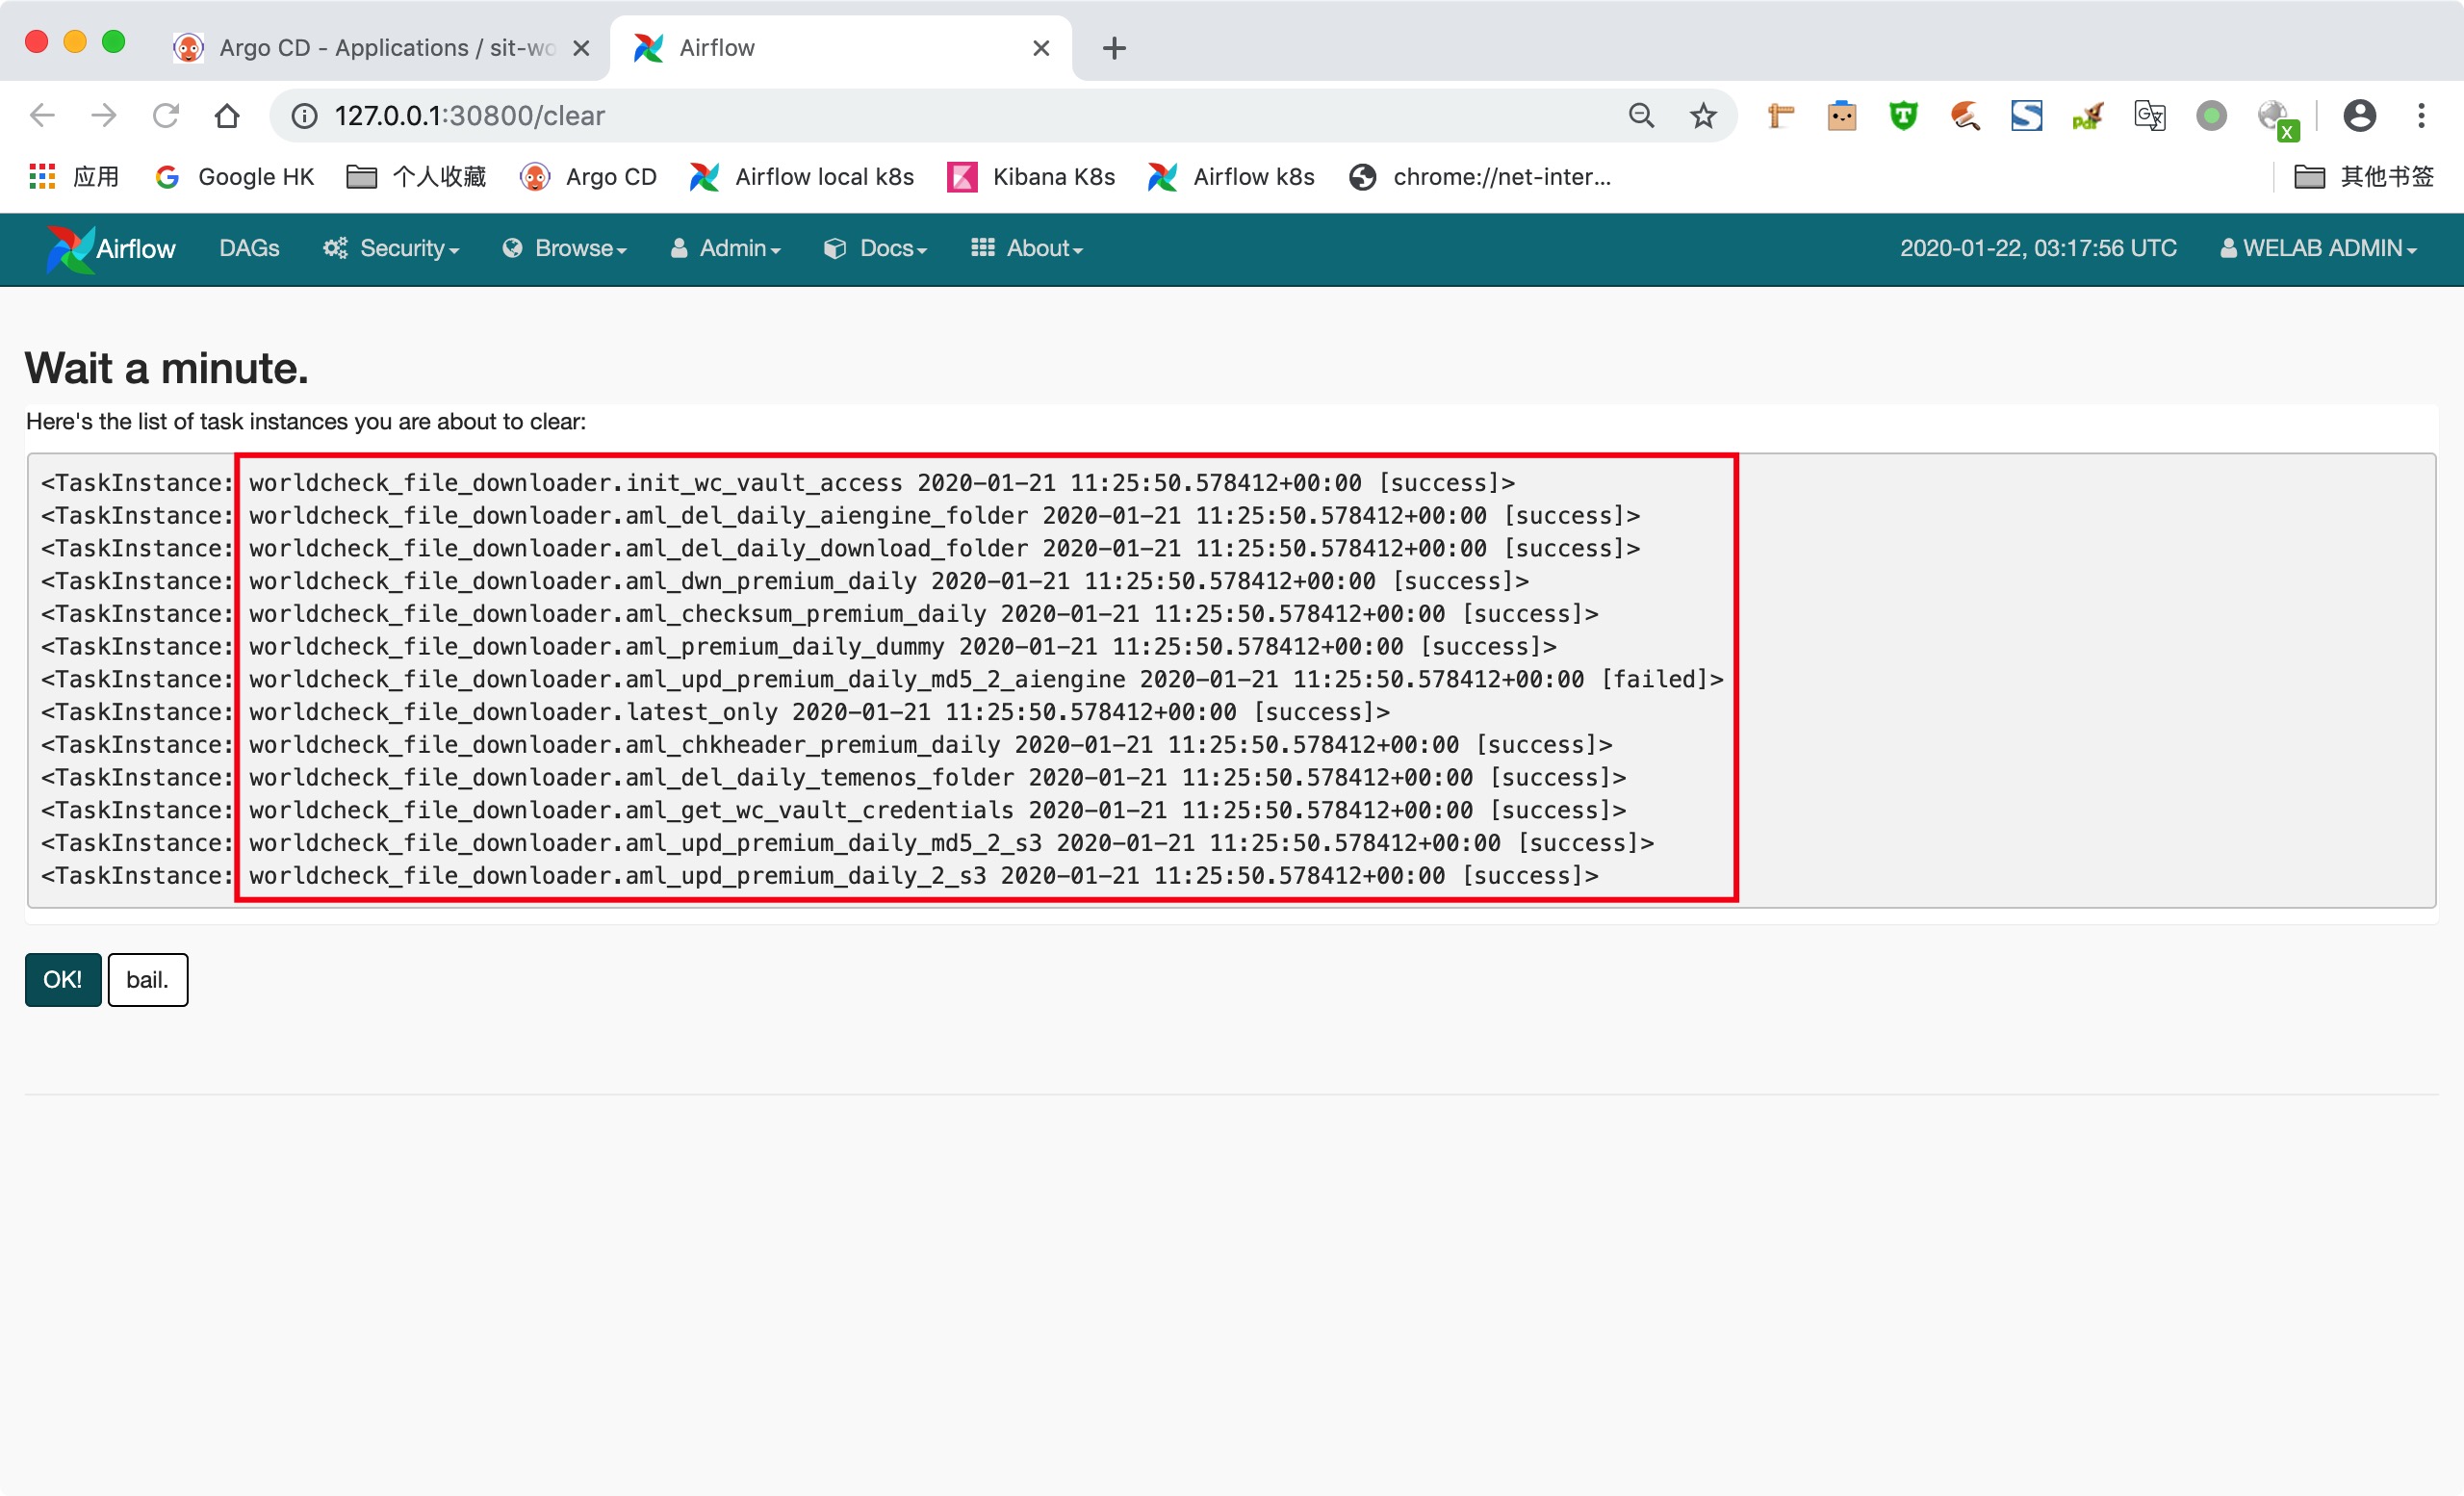 Argo CD - Applications / sit-wo
Airflow
127.0.0.1:30800/clear
应用
Google HK
个人收藏
Argo CD
Airflow local k8s
Kibana K8s
Airflow k8s
chrome://net-inter...
其他书签
Airflow
DAGs
Security
Browse
Admin
Docs
About
2020-01-22, 03:17:56 UTC
WELAB ADMIN
Wait a minute.
Here's the list of task instances you are about to clear:
<TaskInstance: worldcheck_file_downloader.init_wc_vault_access 2020-01-21 11:25:50.578412+00:00 [success]>
<TaskInstance: worldcheck_file_downloader.aml_del_daily_aiengine_folder 2020-01-21 11:25:50.578412+00:00 [success]>
<TaskInstance: worldcheck_file_downloader.aml_del_daily_download_folder 2020-01-21 11:25:50.578412+00:00 [success]>
<TaskInstance: worldcheck_file_downloader.aml_dwn_premium_daily 2020-01-21 11:25:50.578412+00:00 [success]>
<TaskInstance: worldcheck_file_downloader.aml_checksum_premium_daily 2020-01-21 11:25:50.578412+00:00 [success]>
<TaskInstance: worldcheck_file_downloader.aml_premium_daily_dummy 2020-01-21 11:25:50.578412+00:00 [success]>
<TaskInstance: worldcheck_file_downloader.aml_upd_premium_daily_md5_2_aiengine 2020-01-21 11:25:50.578412+00:00 [failed]>
<TaskInstance: worldcheck_file_downloader.latest_only 2020-01-21 11:25:50.578412+00:00 [success]>
<TaskInstance: worldcheck_file_downloader.aml_chkheader_premium_daily 2020-01-21 11:25:50.578412+00:00 [success]>
<TaskInstance: worldcheck_file_downloader.aml_del_daily_temenos_folder 2020-01-21 11:25:50.578412+00:00 [success]>
<TaskInstance: worldcheck_file_downloader.aml_get_wc_vault_credentials 2020-01-21 11:25:50.578412+00:00 [success]>
<TaskInstance: worldcheck_file_downloader.aml_upd_premium_daily_md5_2_s3 2020-01-21 11:25:50.578412+00:00 [success]>
<TaskInstance: worldcheck_file_downloader.aml_upd_premium_daily_2_s3 2020-01-21 11:25:50.578412+00:00 [success]>
OK!
bail.